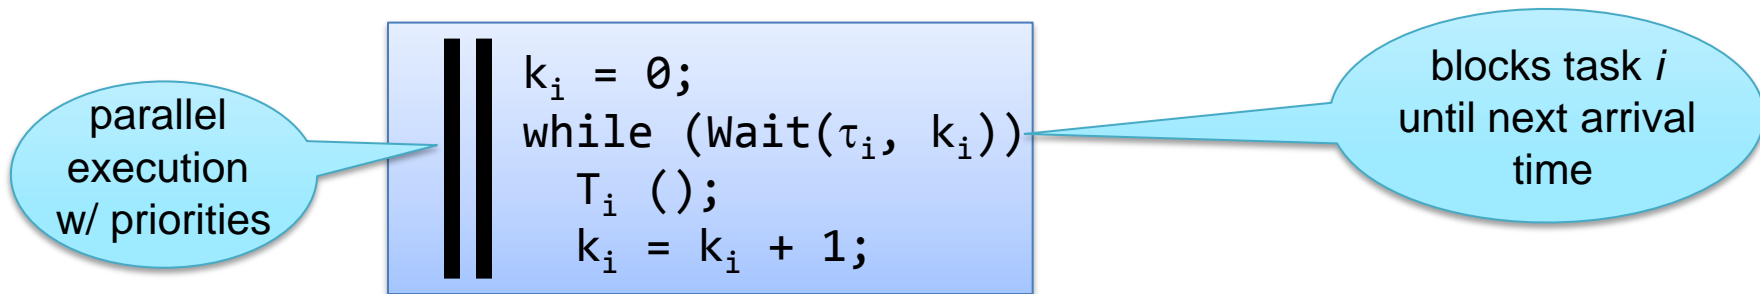 parallel
execution
w/ priorities
kᵢ = 0;
while (Wait(τᵢ, kᵢ))
Tᵢ ();
kᵢ = kᵢ + 1;
blocks task i
until next arrival
time